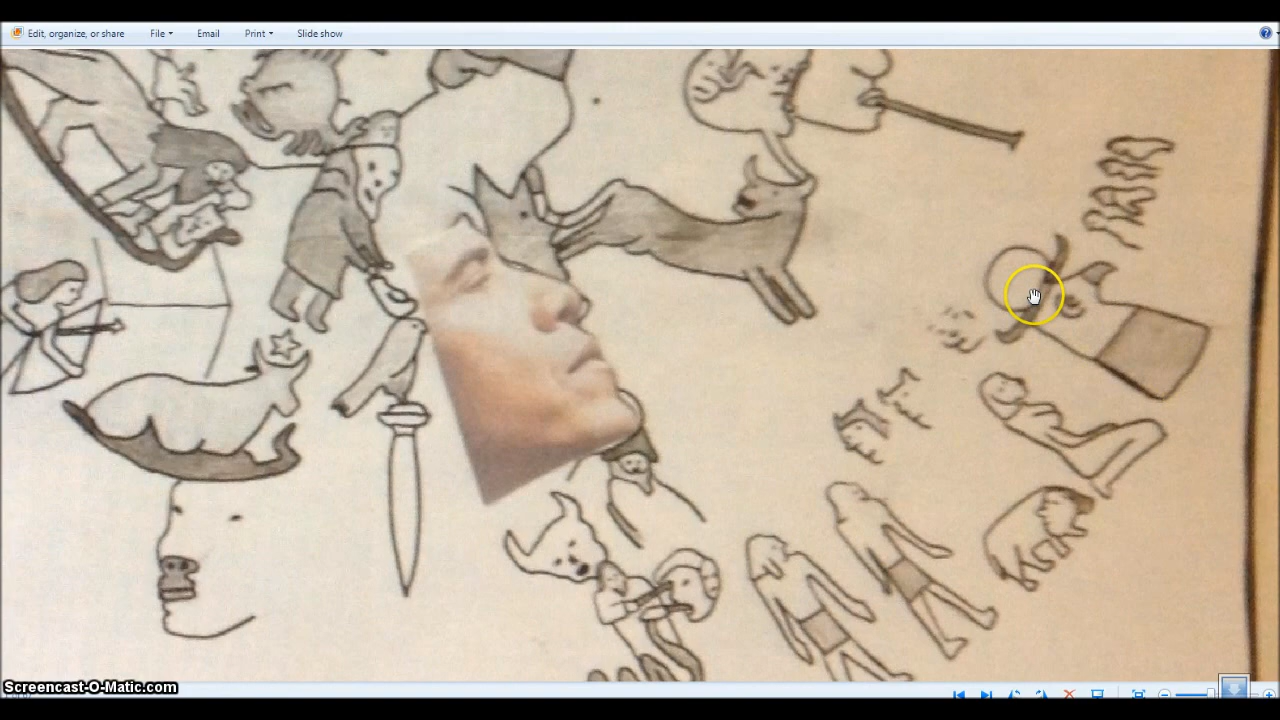 Edit, organize, or share File Email Print Slide show
Screencast-O-Matic.com